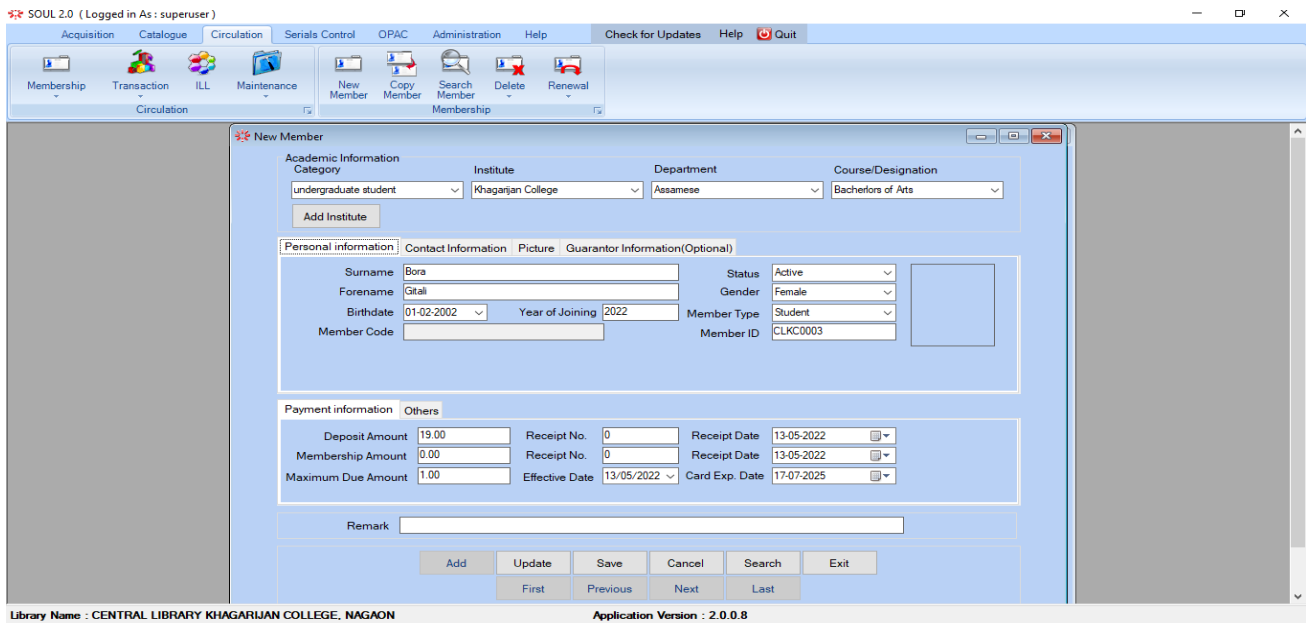 SOUL 2.0 ( Logged in As : superuser )
Acquisition Catalogue Circulation Serials Control OPAC Administration Help Check for Updates Help Quit
Membership Transaction ILL Maintenance New Member Copy Member Search Member Delete Renewal
Circulation Membership
New Member
Academic Information
Category Institute Department Course/Designation
undergraduate student Khagarijan College Assamese Bacherlors of Arts
Add Institute
Personal information Contact Information Picture Guarantor Information(Optional)
Surname Bora Status Active
Forename Gitali Gender Female
Birthdate 01-02-2002 Year of Joining 2022 Member Type Student
Member Code Member ID CLKC0003
Payment information Others
Deposit Amount 19.00 Receipt No. 0 Receipt Date 13-05-2022
Membership Amount 0.00 Receipt No. 0 Receipt Date 13-05-2022
Maximum Due Amount 1.00 Effective Date 13/05/2022 Card Exp. Date 17-07-2025
Remark
Add Update Save Cancel Search Exit
First Previous Next Last
Library Name : CENTRAL LIBRARY KHAGARIJAN COLLEGE, NAGAON Application Version : 2.0.0.8